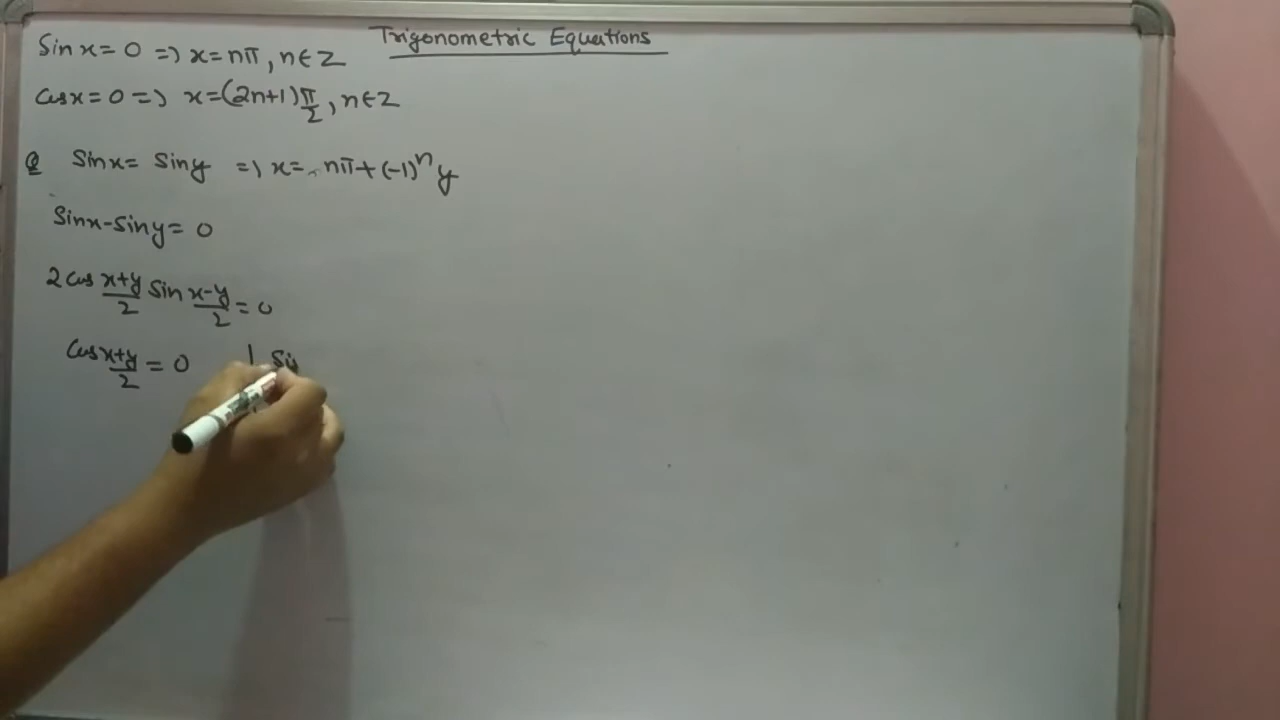 Trigonometric Equations
Sin x = 0 => x = nπ, n ∈ Z
Cos x = 0 => x = (2n+1) π/2, n ∈ Z
Q Sin x = Sin y => x = nπ + (-1)^n y
Sin x - Sin y = 0
2 Cos (x+y)/2 Sin (x-y)/2 = 0
Cos (x+y)/2 = 0 | Si